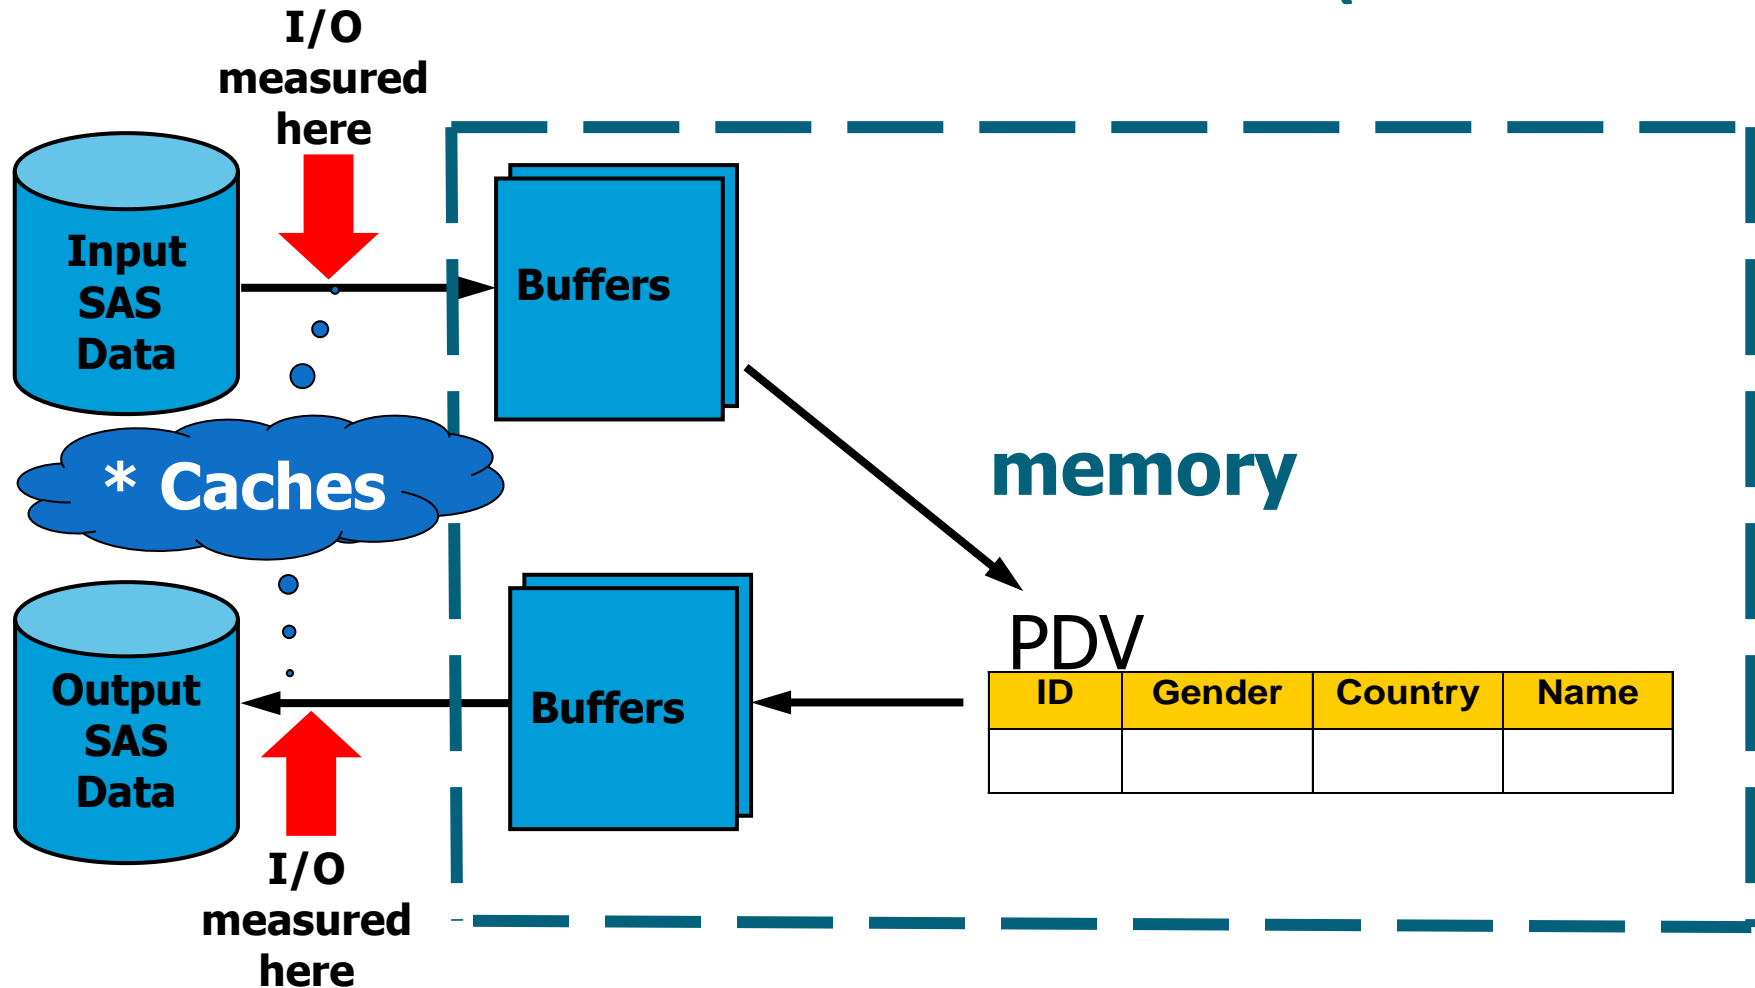 I/O
measured
here
Input
SAS
Data
Buffers
* Caches
memory
PDV
ID Gender Country Name
Output
SAS
Data
Buffers
I/O
measured
here